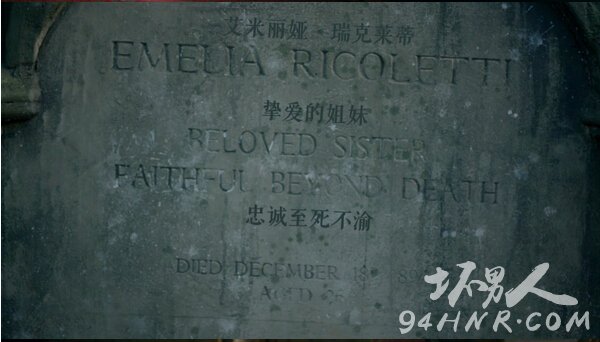 艾米丽娅·瑞克莱蒂
EMELIA RICOLETTI
挚爱的姐妹
BELOVED SISTER
FAITHFUL BEYOND DEATH
忠诚至死不渝
DIED DECEMBER
AGED
坏男人
94HNR.COM